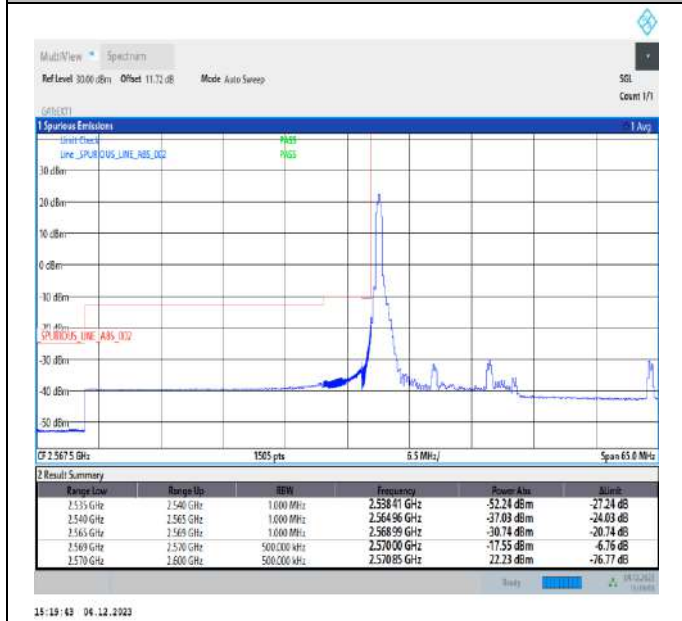 MultiView Spectrum
Ref Level 30.00 dBm Offset 11.72 dB Mode Auto Sweep SGL
Count 1/1
1 Spurious Emissions 1 Avg
Limit Check PASS
Line _SPURIOUS_LINE_ABS_002 PASS
30 dBm
20 dBm
10 dBm
0 dBm
-10 dBm
-20 dBm
_SPURIOUS_LINE_ABS_002
-30 dBm
-40 dBm
-50 dBm
CF 2.5675 GHz 1505 pts 6.5 MHz/ Span 65.0 MHz
2 Result Summary
Range Low Range Up RBW Frequency Power Abs ΔLimit
2.535 GHz 2.540 GHz 1.000 MHz 2.53841 GHz -52.24 dBm -27.24 dB
2.540 GHz 2.565 GHz 1.000 MHz 2.56496 GHz -37.03 dBm -24.03 dB
2.565 GHz 2.569 GHz 1.000 MHz 2.56899 GHz -30.74 dBm -20.74 dB
2.569 GHz 2.570 GHz 500.000 kHz 2.57000 GHz -17.55 dBm -6.76 dB
2.570 GHz 2.600 GHz 500.000 kHz 2.57085 GHz 22.23 dBm -76.77 dB
Ready
15:19:43 04.12.2023